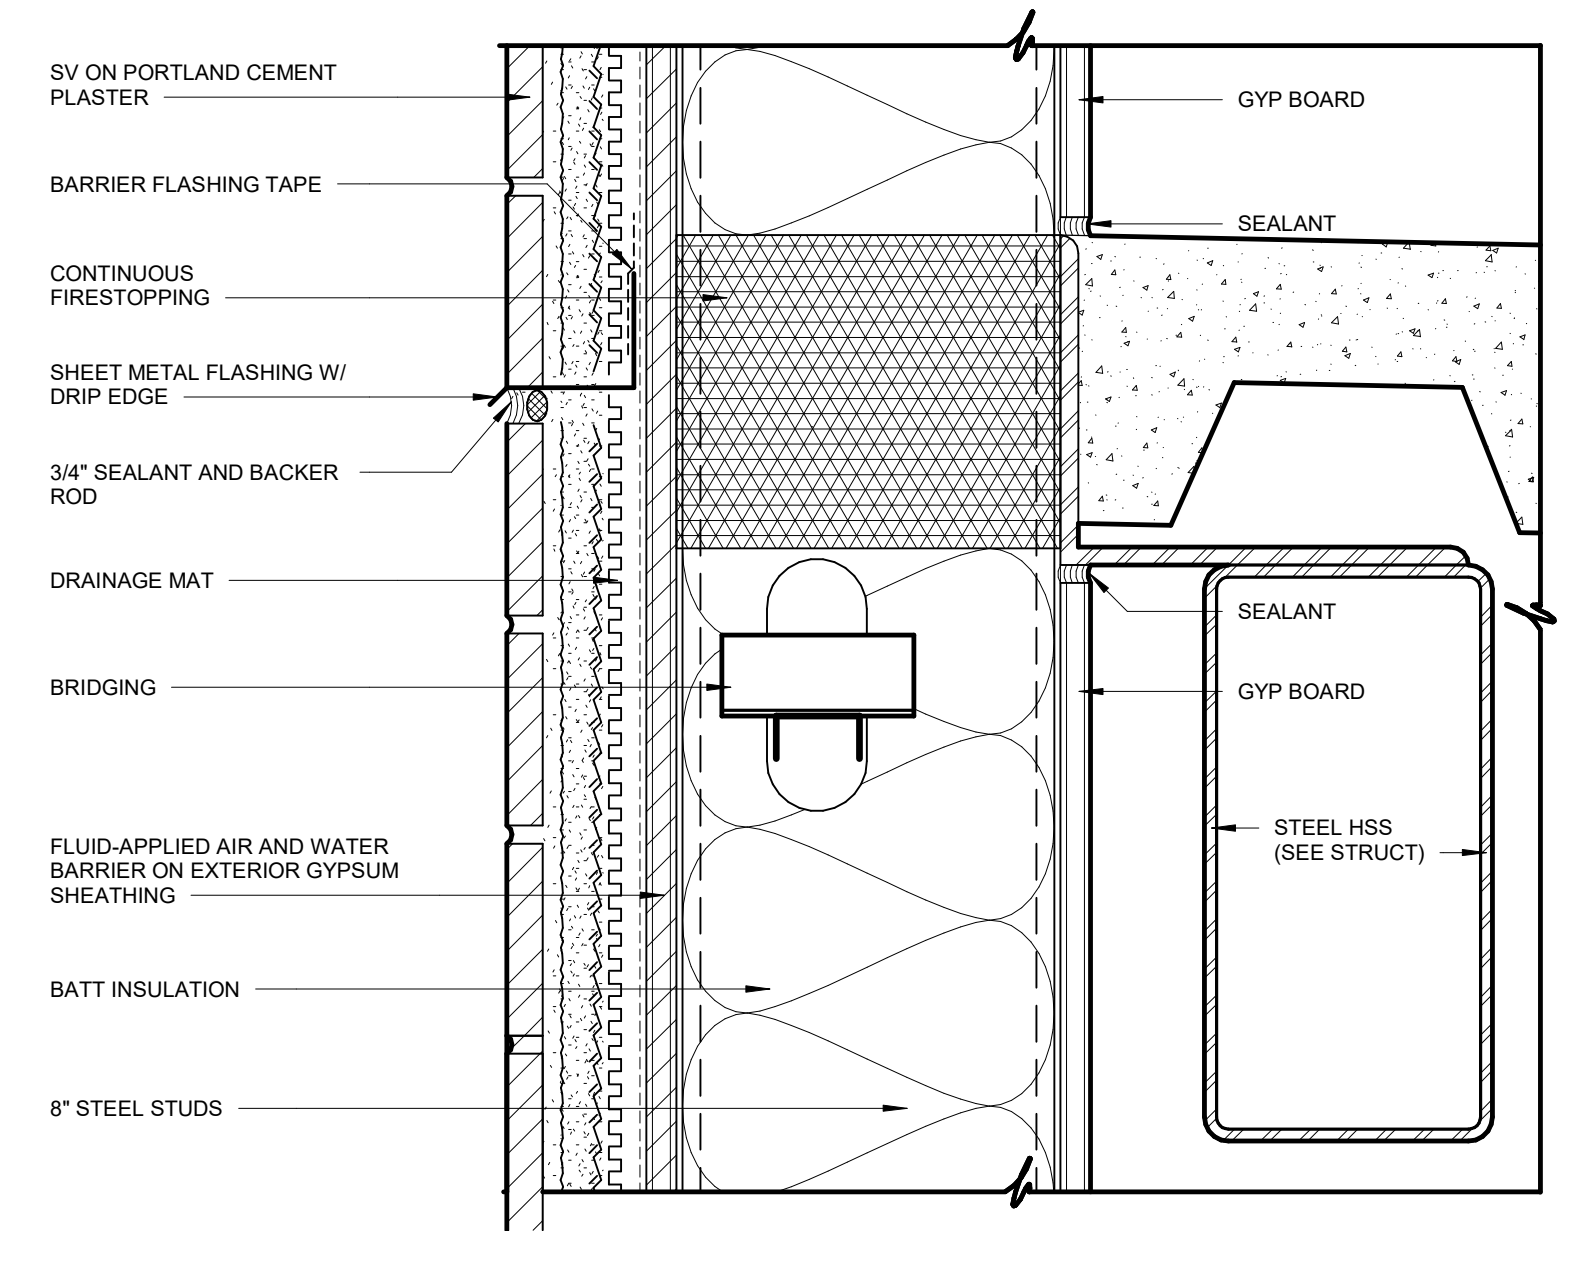 SV ON PORTLAND CEMENT
PLASTER
BARRIER FLASHING TAPE
CONTINUOUS
FIRESTOPPING
SHEET METAL FLASHING W/
DRIP EDGE
3/4" SEALANT AND BACKER
ROD
DRAINAGE MAT
BRIDGING
FLUID-APPLIED AIR AND WATER
BARRIER ON EXTERIOR GYPSUM
SHEATHING
BATT INSULATION
8" STEEL STUDS
GYP BOARD
SEALANT
SEALANT
GYP BOARD
STEEL HSS
(SEE STRUCT)